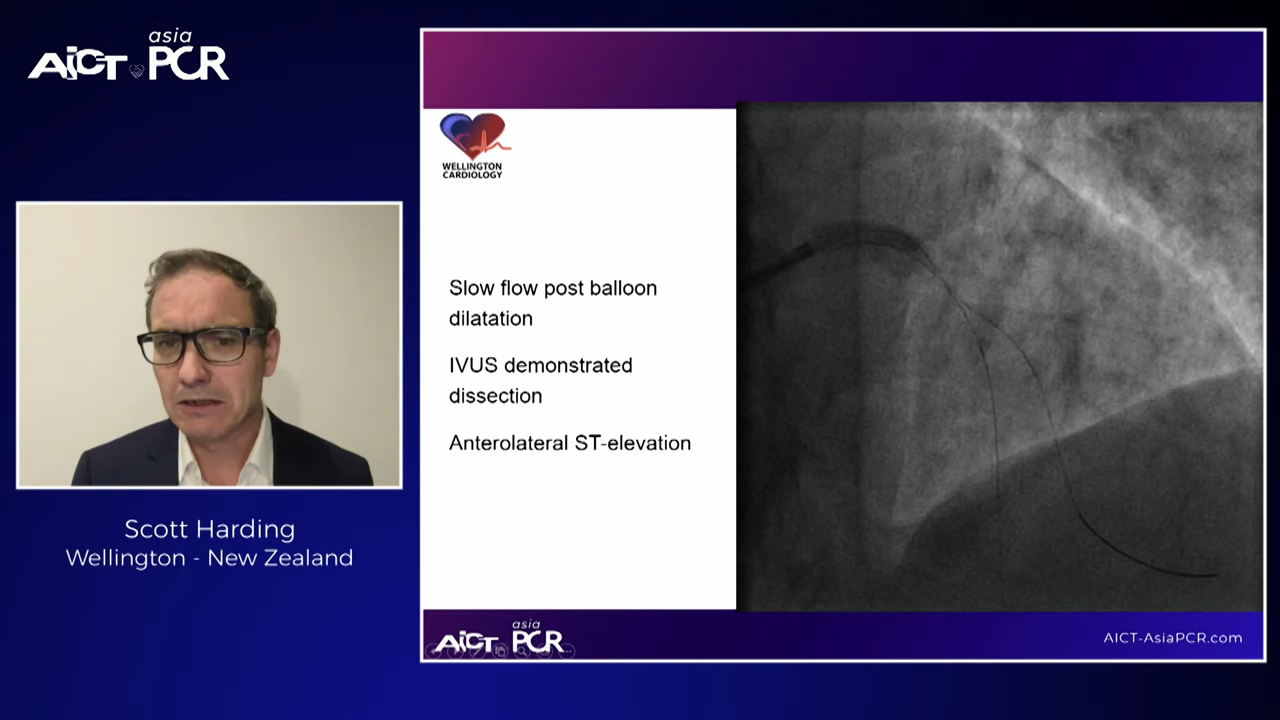 asia
AICT PCR
Scott Harding
Wellington - New Zealand
WELLINGTON
CARDIOLOGY
Slow flow post balloon
dilatation
IVUS demonstrated
dissection
Anterolateral ST-elevation
asia
AICT PCR
AICT-AsiaPCR.com